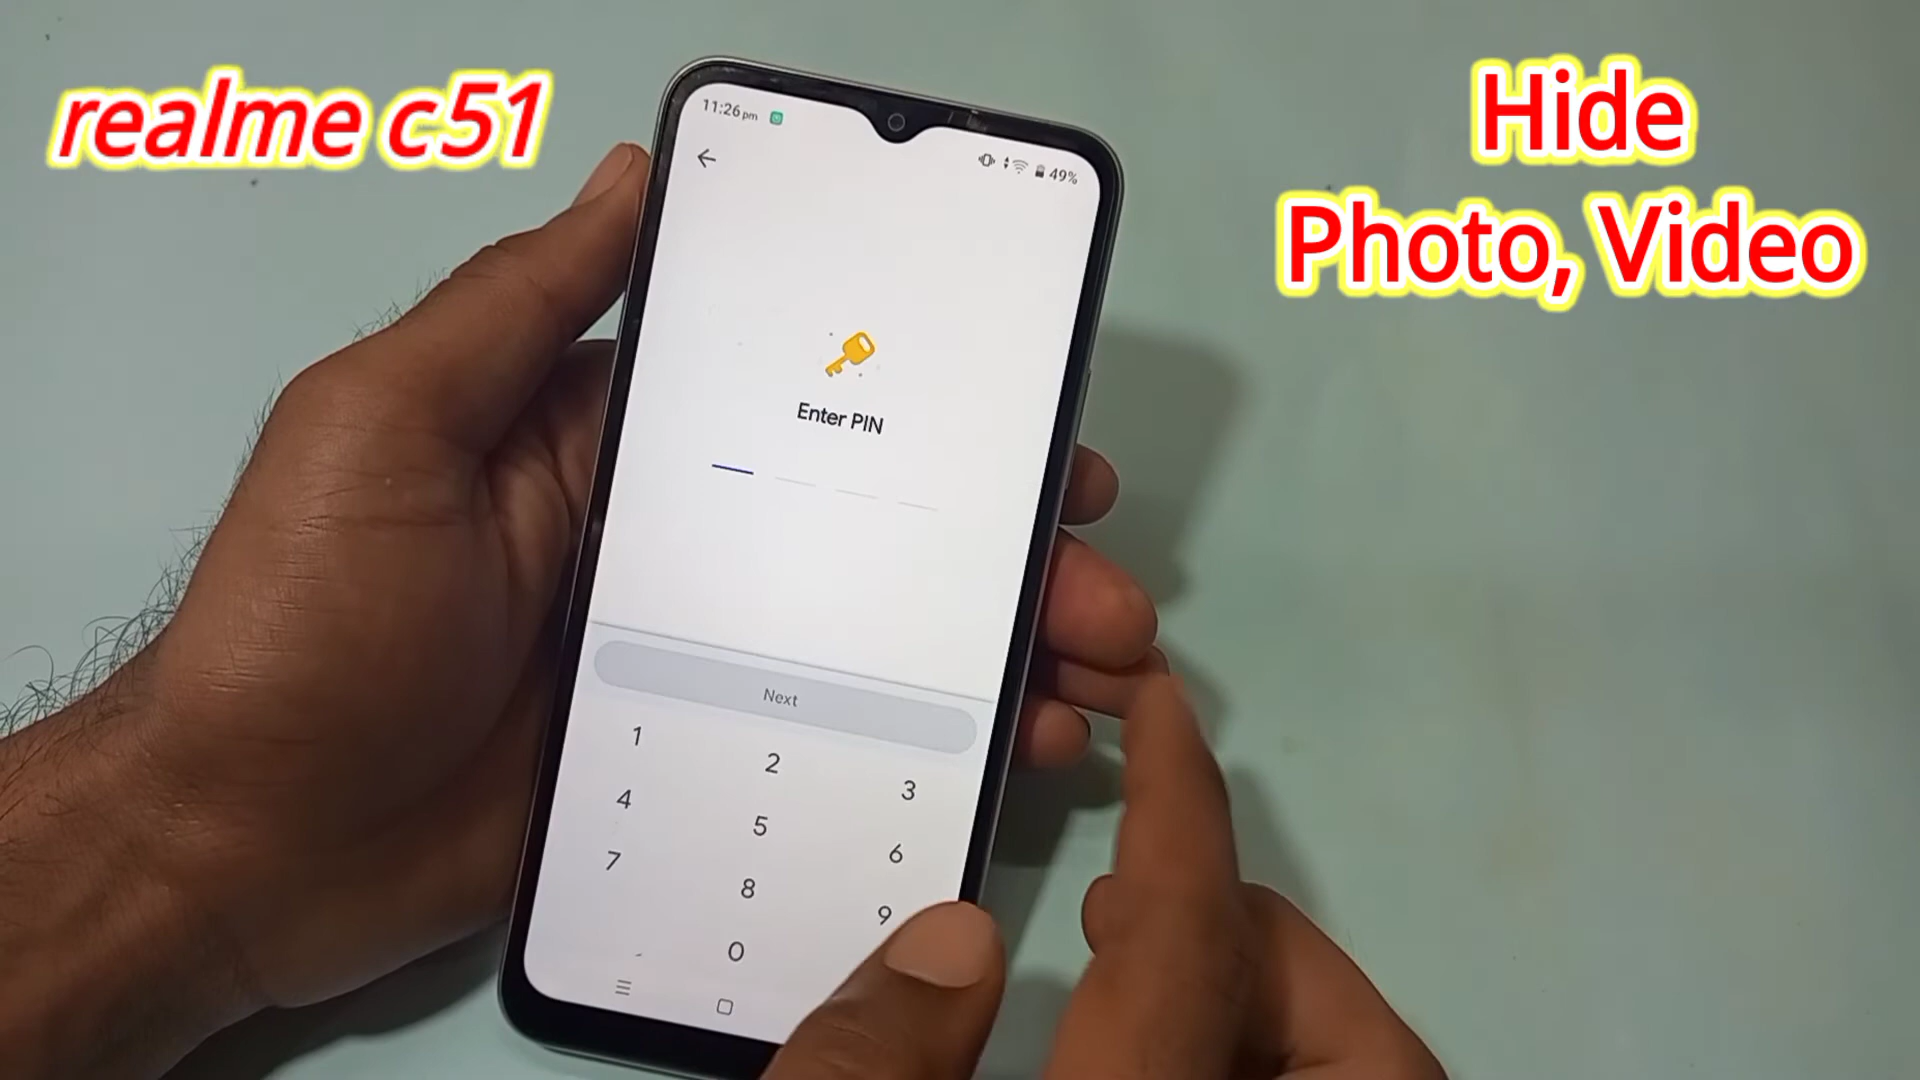 realme c51
Hide
Photo, Video
11:26 pm
49%
Enter PIN
Next
1 2 3
4 5 6
7 8 9
0